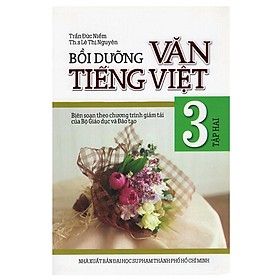 Trần Đức Niềm
Th.s Lê Thị Nguyên
BỒI DƯỠNG
VĂN
TIẾNG VIỆT
3
TẬP HAI
Biên soạn theo chương trình giảm tải
của Bộ Giáo dục và Đào tạo
NHÀ XUẤT BẢN ĐẠI HỌC SƯ PHẠM THÀNH PHỐ HỒ CHÍ MINH